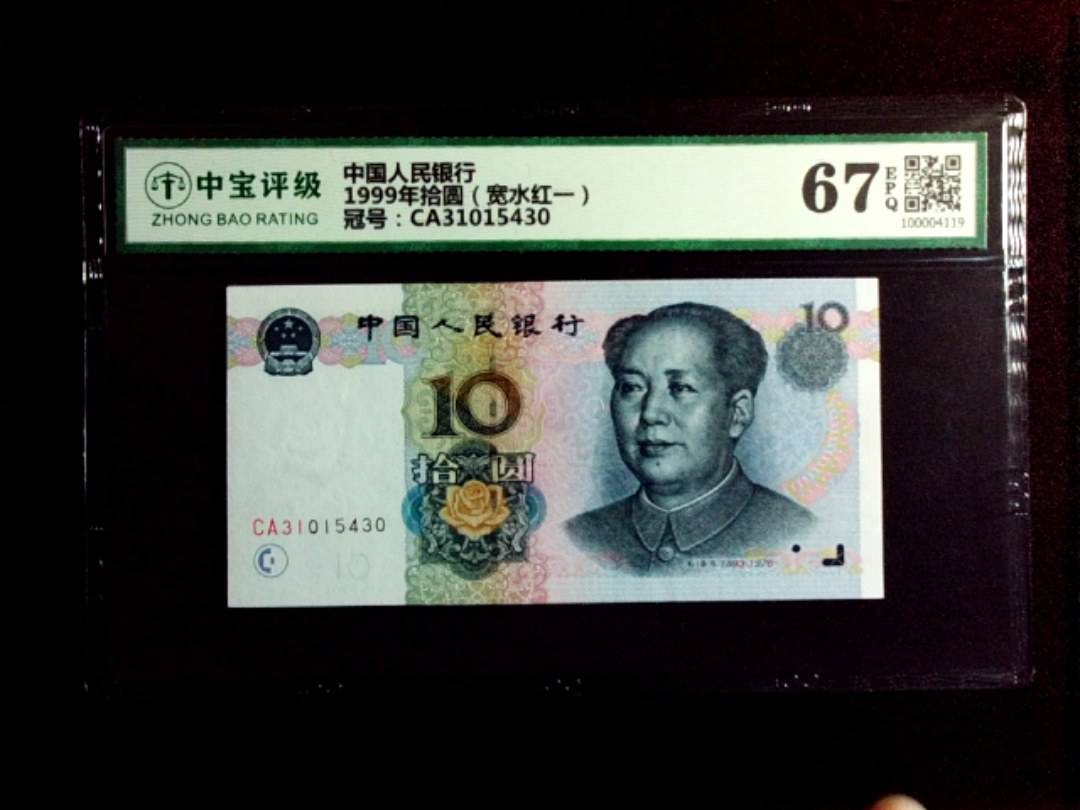 中宝评级
ZHONG BAO RATING
中国人民银行
1999年拾圆（宽水红一）
冠号：CA31015430
67
EPQ
100004119
中国人民银行
10
10
拾圆
CA31015430
10